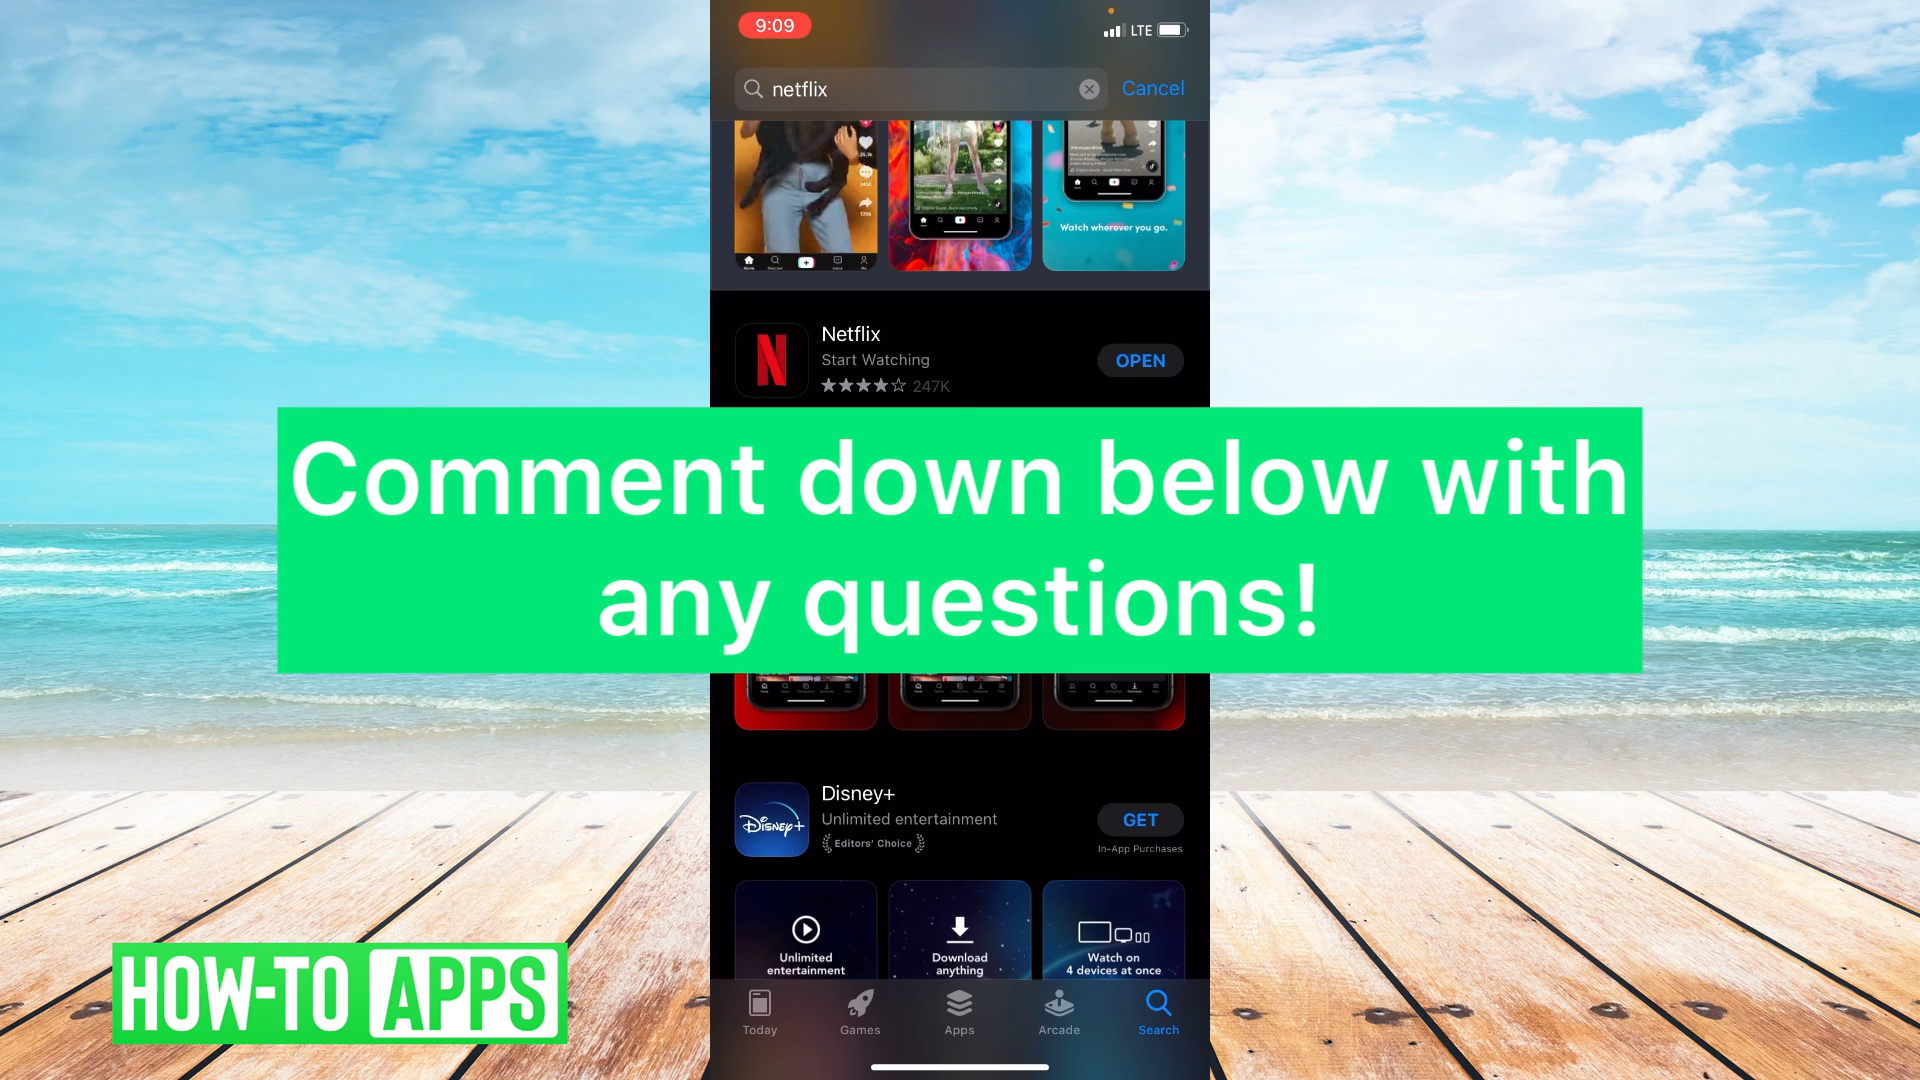 9:09
LTE
netflix
Cancel
Watch wherever you go.
Netflix
Start Watching
247K
OPEN
Comment down below with
any questions!
Disney+
Unlimited entertainment
Editors' Choice
GET
In-App Purchases
Disney+
Unlimited
entertainment
Download
anything
Watch on
4 devices at once
HOW-TO APPS
Today
Games
Apps
Arcade
Search